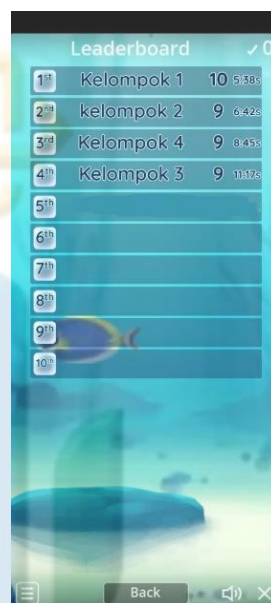 Leaderboard ✓ 0
1st Kelompok 1 10 5:38s
2nd kelompok 2 9 6:42s
3rd Kelompok 4 9 8:45s
4th Kelompok 3 9 11:17s
5th
6th
7th
8th
9th
10th
Back